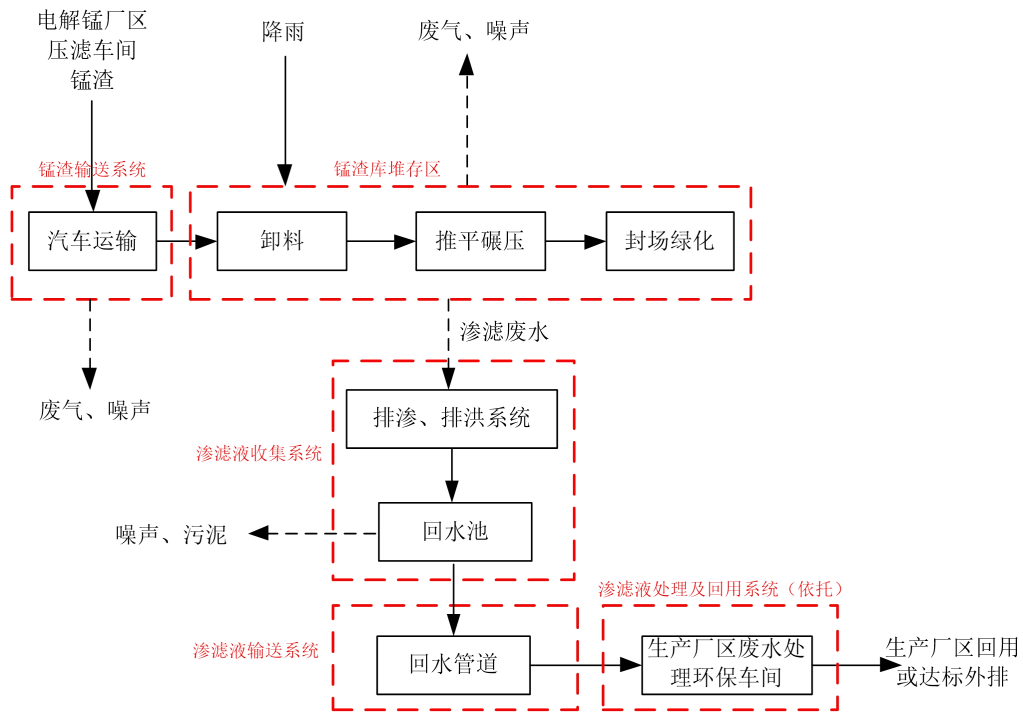 电解锰厂区
压滤车间
锰渣
降雨
废气、噪声
锰渣输送系统
锰渣库堆存区
汽车运输
卸料
推平碾压
封场绿化
渗滤废水
废气、噪声
排渗、排洪系统
渗滤液收集系统
噪声、污泥
回水池
渗滤液处理及回用系统（依托）
渗滤液输送系统
回水管道
生产厂区废水处
理环保车间
生产厂区回用
或达标外排